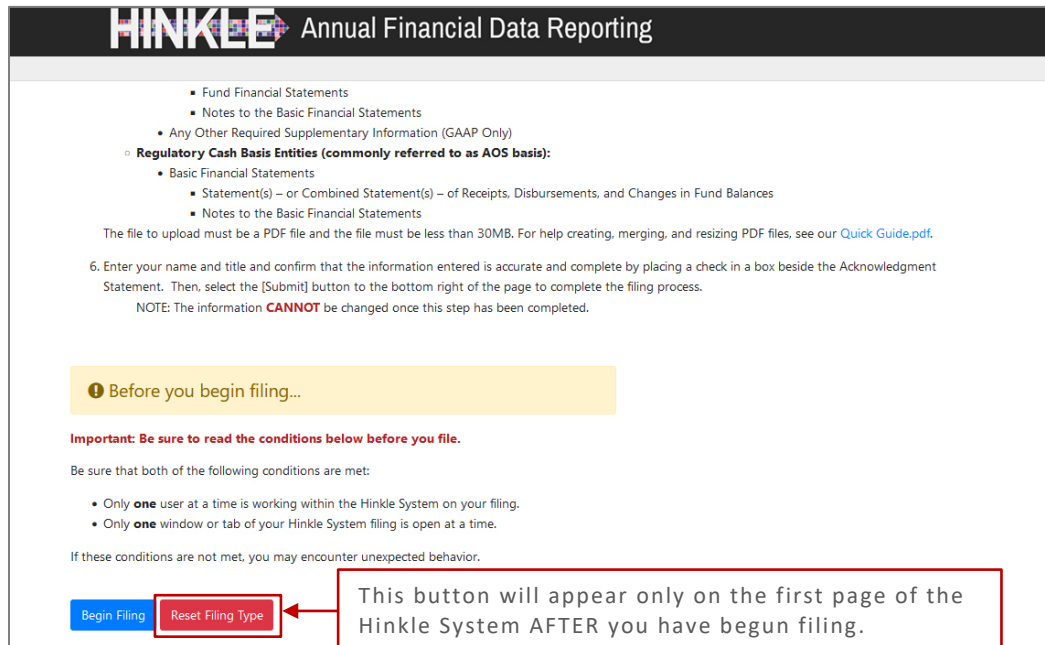 HINKLE Annual Financial Data Reporting
▪ Fund Financial Statements
▪ Notes to the Basic Financial Statements
• Any Other Required Supplementary Information (GAAP Only)
○ Regulatory Cash Basis Entities (commonly referred to as AOS basis):
• Basic Financial Statements
▪ Statement(s) – or Combined Statement(s) – of Receipts, Disbursements, and Changes in Fund Balances
▪ Notes to the Basic Financial Statements
The file to upload must be a PDF file and the file must be less than 30MB. For help creating, merging, and resizing PDF files, see our Quick Guide.pdf.
6. Enter your name and title and confirm that the information entered is accurate and complete by placing a check in a box beside the Acknowledgment
Statement. Then, select the [Submit] button to the bottom right of the page to complete the filing process.
NOTE: The information CANNOT be changed once this step has been completed.
Before you begin filing...
Important: Be sure to read the conditions below before you file.
Be sure that both of the following conditions are met:
• Only one user at a time is working within the Hinkle System on your filing.
• Only one window or tab of your Hinkle System filing is open at a time.
If these conditions are not met, you may encounter unexpected behavior.
Begin Filing Reset Filing Type
This button will appear only on the first page of the
Hinkle System AFTER you have begun filing.